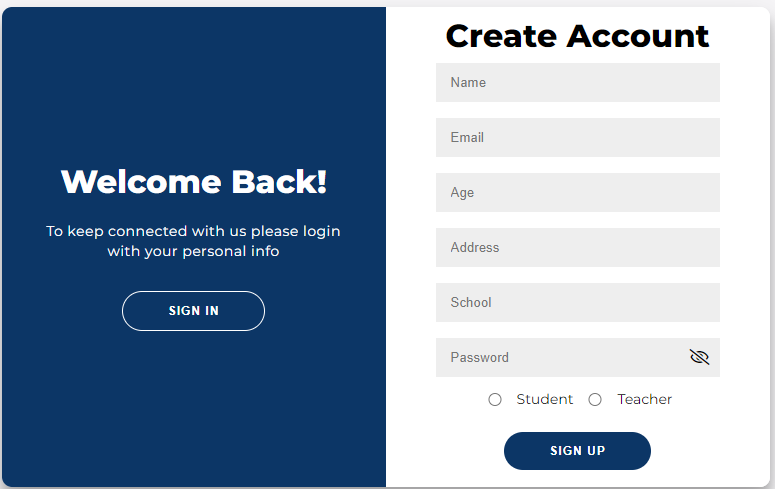 Welcome Back!
To keep connected with us please login
with your personal info
SIGN IN
Create Account
Name
Email
Age
Address
School
Password
Student
Teacher
SIGN UP